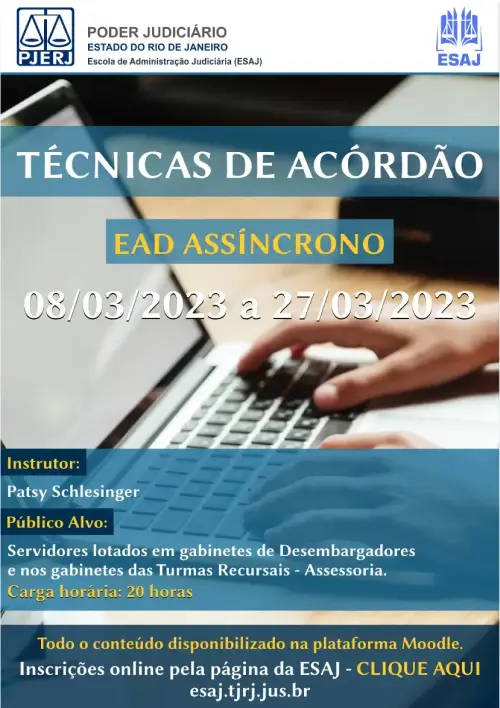 PJERJ
PODER JUDICIÁRIO
ESTADO DO RIO DE JANEIRO
Escola de Administração Judiciária (ESAJ)
ESAJ
TÉCNICAS DE ACÓRDÃO
EAD ASSÍNCRONO
08/03/2023 a 27/03/2023
Instrutor:
Patsy Schlesinger
Público Alvo:
Servidores lotados em gabinetes de Desembargadores
e nos gabinetes das Turmas Recursais - Assessoria.
Carga horária: 20 horas
Todo o conteúdo disponibilizado na plataforma Moodle.
Inscrições online pela página da ESAJ - CLIQUE AQUI
esaj.tjrj.jus.br